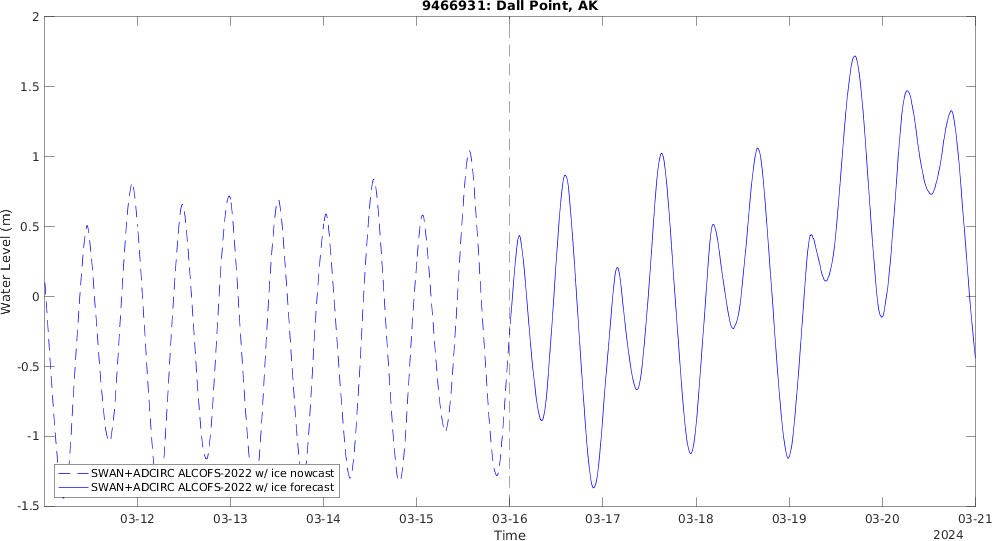 9466931: Dall Point, AK
2
1.5
1
0.5
0
-0.5
-1
-1.5
Water Level (m)
SWAN+ADCIRC ALCOFS-2022 w/ ice nowcast
SWAN+ADCIRC ALCOFS-2022 w/ ice forecast
03-12 03-13 03-14 03-15 03-16 03-17 03-18 03-19 03-20 03-21
Time
2024